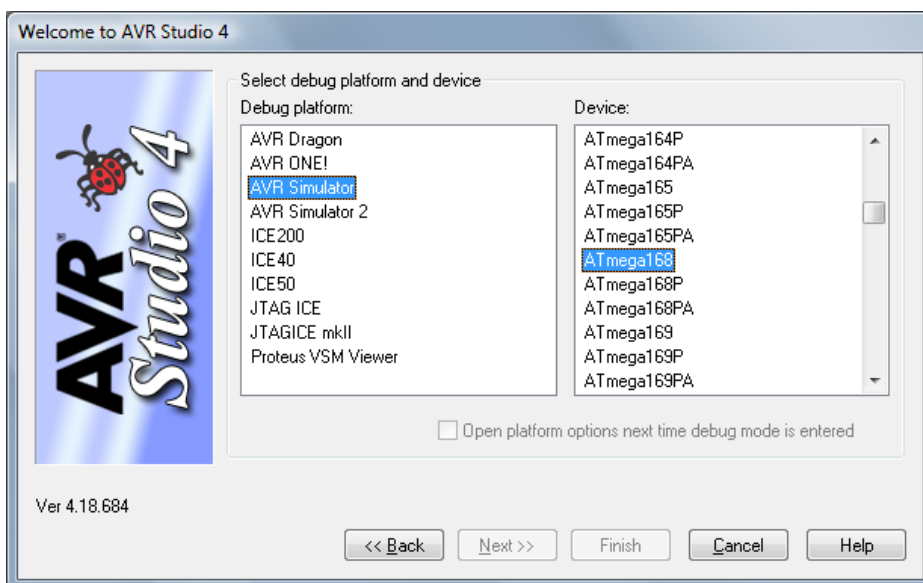 Welcome to AVR Studio 4
AVR® Studio 4
Select debug platform and device
Debug platform:
AVR Dragon
AVR ONE!
AVR Simulator
AVR Simulator 2
ICE200
ICE40
ICE50
JTAG ICE
JTAGICE mkII
Proteus VSM Viewer
Device:
ATmega164P
ATmega164PA
ATmega165
ATmega165P
ATmega165PA
ATmega168
ATmega168P
ATmega168PA
ATmega169
ATmega169P
ATmega169PA
Open platform options next time debug mode is entered
Ver 4.18.684
<< Back
Next >>
Finish
Cancel
Help